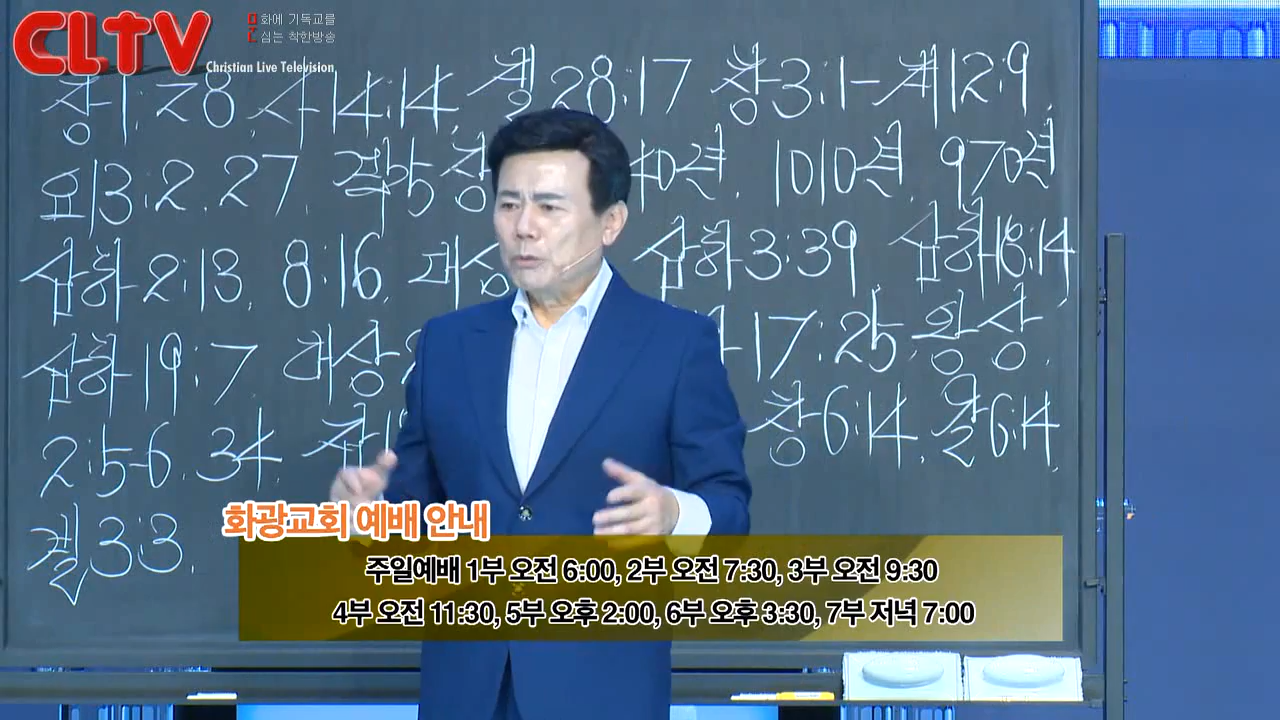 CLTV
문화에 기독교를
심는 착한방송
Christian Live Television
창1:28, 사14:14, 겔28:17 창3:1-계12:9,
요13:2, 27, 40년, 1010년, 970년
삼하2:13, 8:16, 대상 삼하3:39, 삼하18:14,
삼하19:7 대상 17:25, 왕상,
2:5-6, 34, 창6:14, 출6:14,
겔3:3,
화광교회 예배 안내
주일예배 1부 오전 6:00, 2부 오전 7:30, 3부 오전 9:30
4부 오전 11:30, 5부 오후 2:00, 6부 오후 3:30, 7부 저녁 7:00